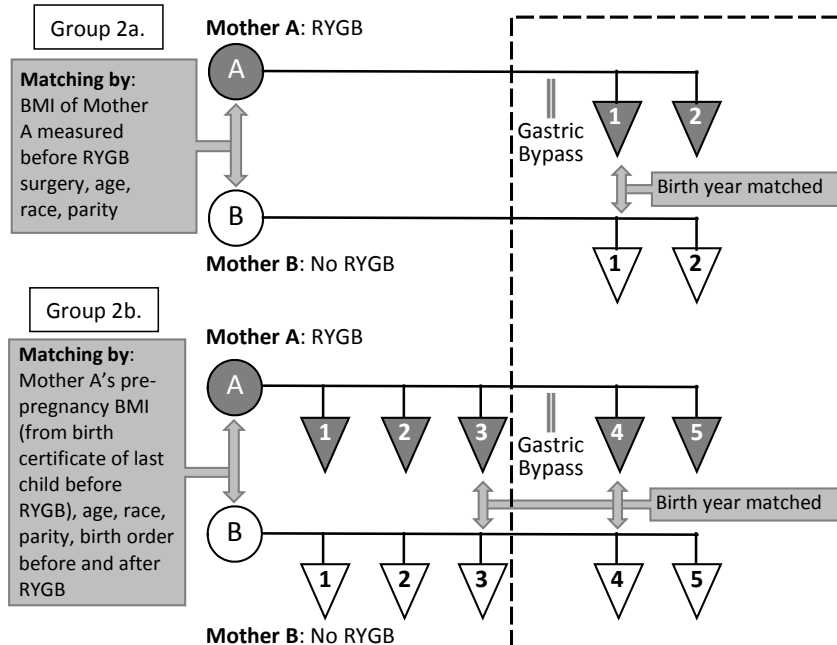 Group 2a.
Mother A: RYGB
Matching by:
BMI of Mother
A measured
before RYGB
surgery, age,
race, parity
A
1
2
Gastric
Bypass
Birth year matched
B
1
2
Mother B: No RYGB
Group 2b.
Mother A: RYGB
Matching by:
Mother A's pre-
pregnancy BMI
(from birth
certificate of last
child before
RYGB), age, race,
parity, birth order
before and after
RYGB
A
1
2
3
4
5
Gastric
Bypass
Birth year matched
B
1
2
3
4
5
Mother B: No RYGB